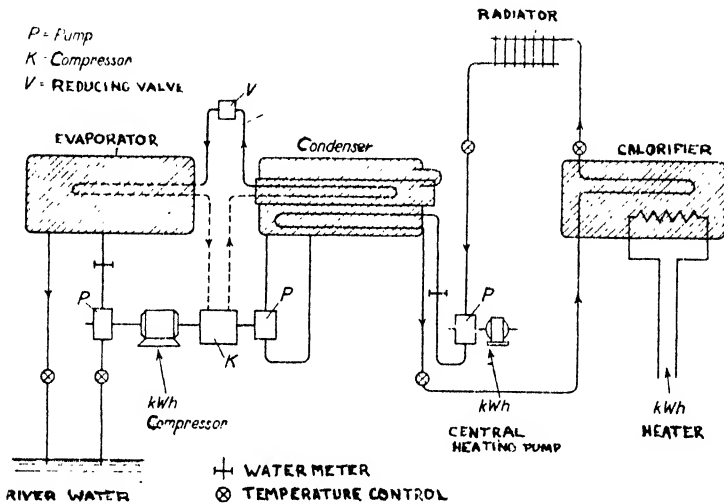 P = Pump
K = Compressor
V = REDUCING VALVE
RADIATOR
V
EVAPORATOR
Condenser
CALORIFIER
P
P
P
K
kWh
Compressor
kWh
CENTRAL
HEATING PUMP
kWh
HEATER
RIVER WATER
WATER METER
TEMPERATURE CONTROL